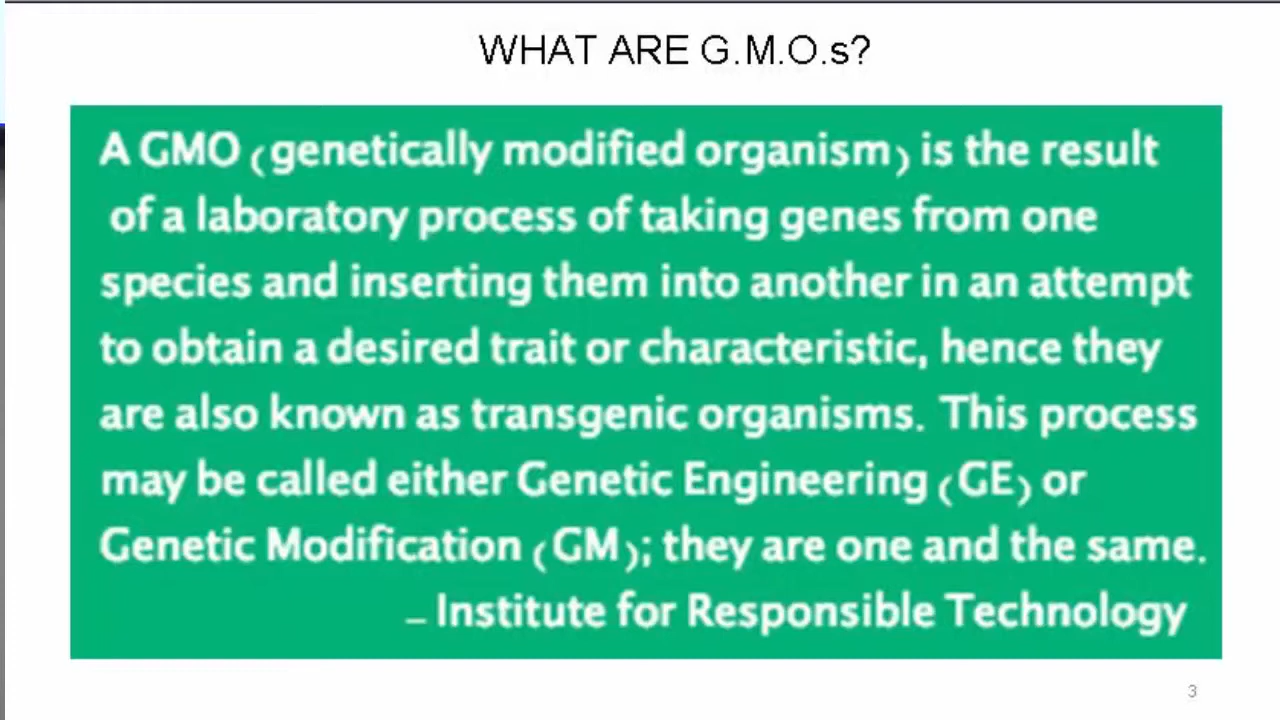 WHAT ARE G.M.O.s?
A GMO (genetically modified organism) is the result
of a laboratory process of taking genes from one
species and inserting them into another in an attempt
to obtain a desired trait or characteristic, hence they
are also known as transgenic organisms. This process
may be called either Genetic Engineering (GE) or
Genetic Modification (GM); they are one and the same.
– Institute for Responsible Technology
3